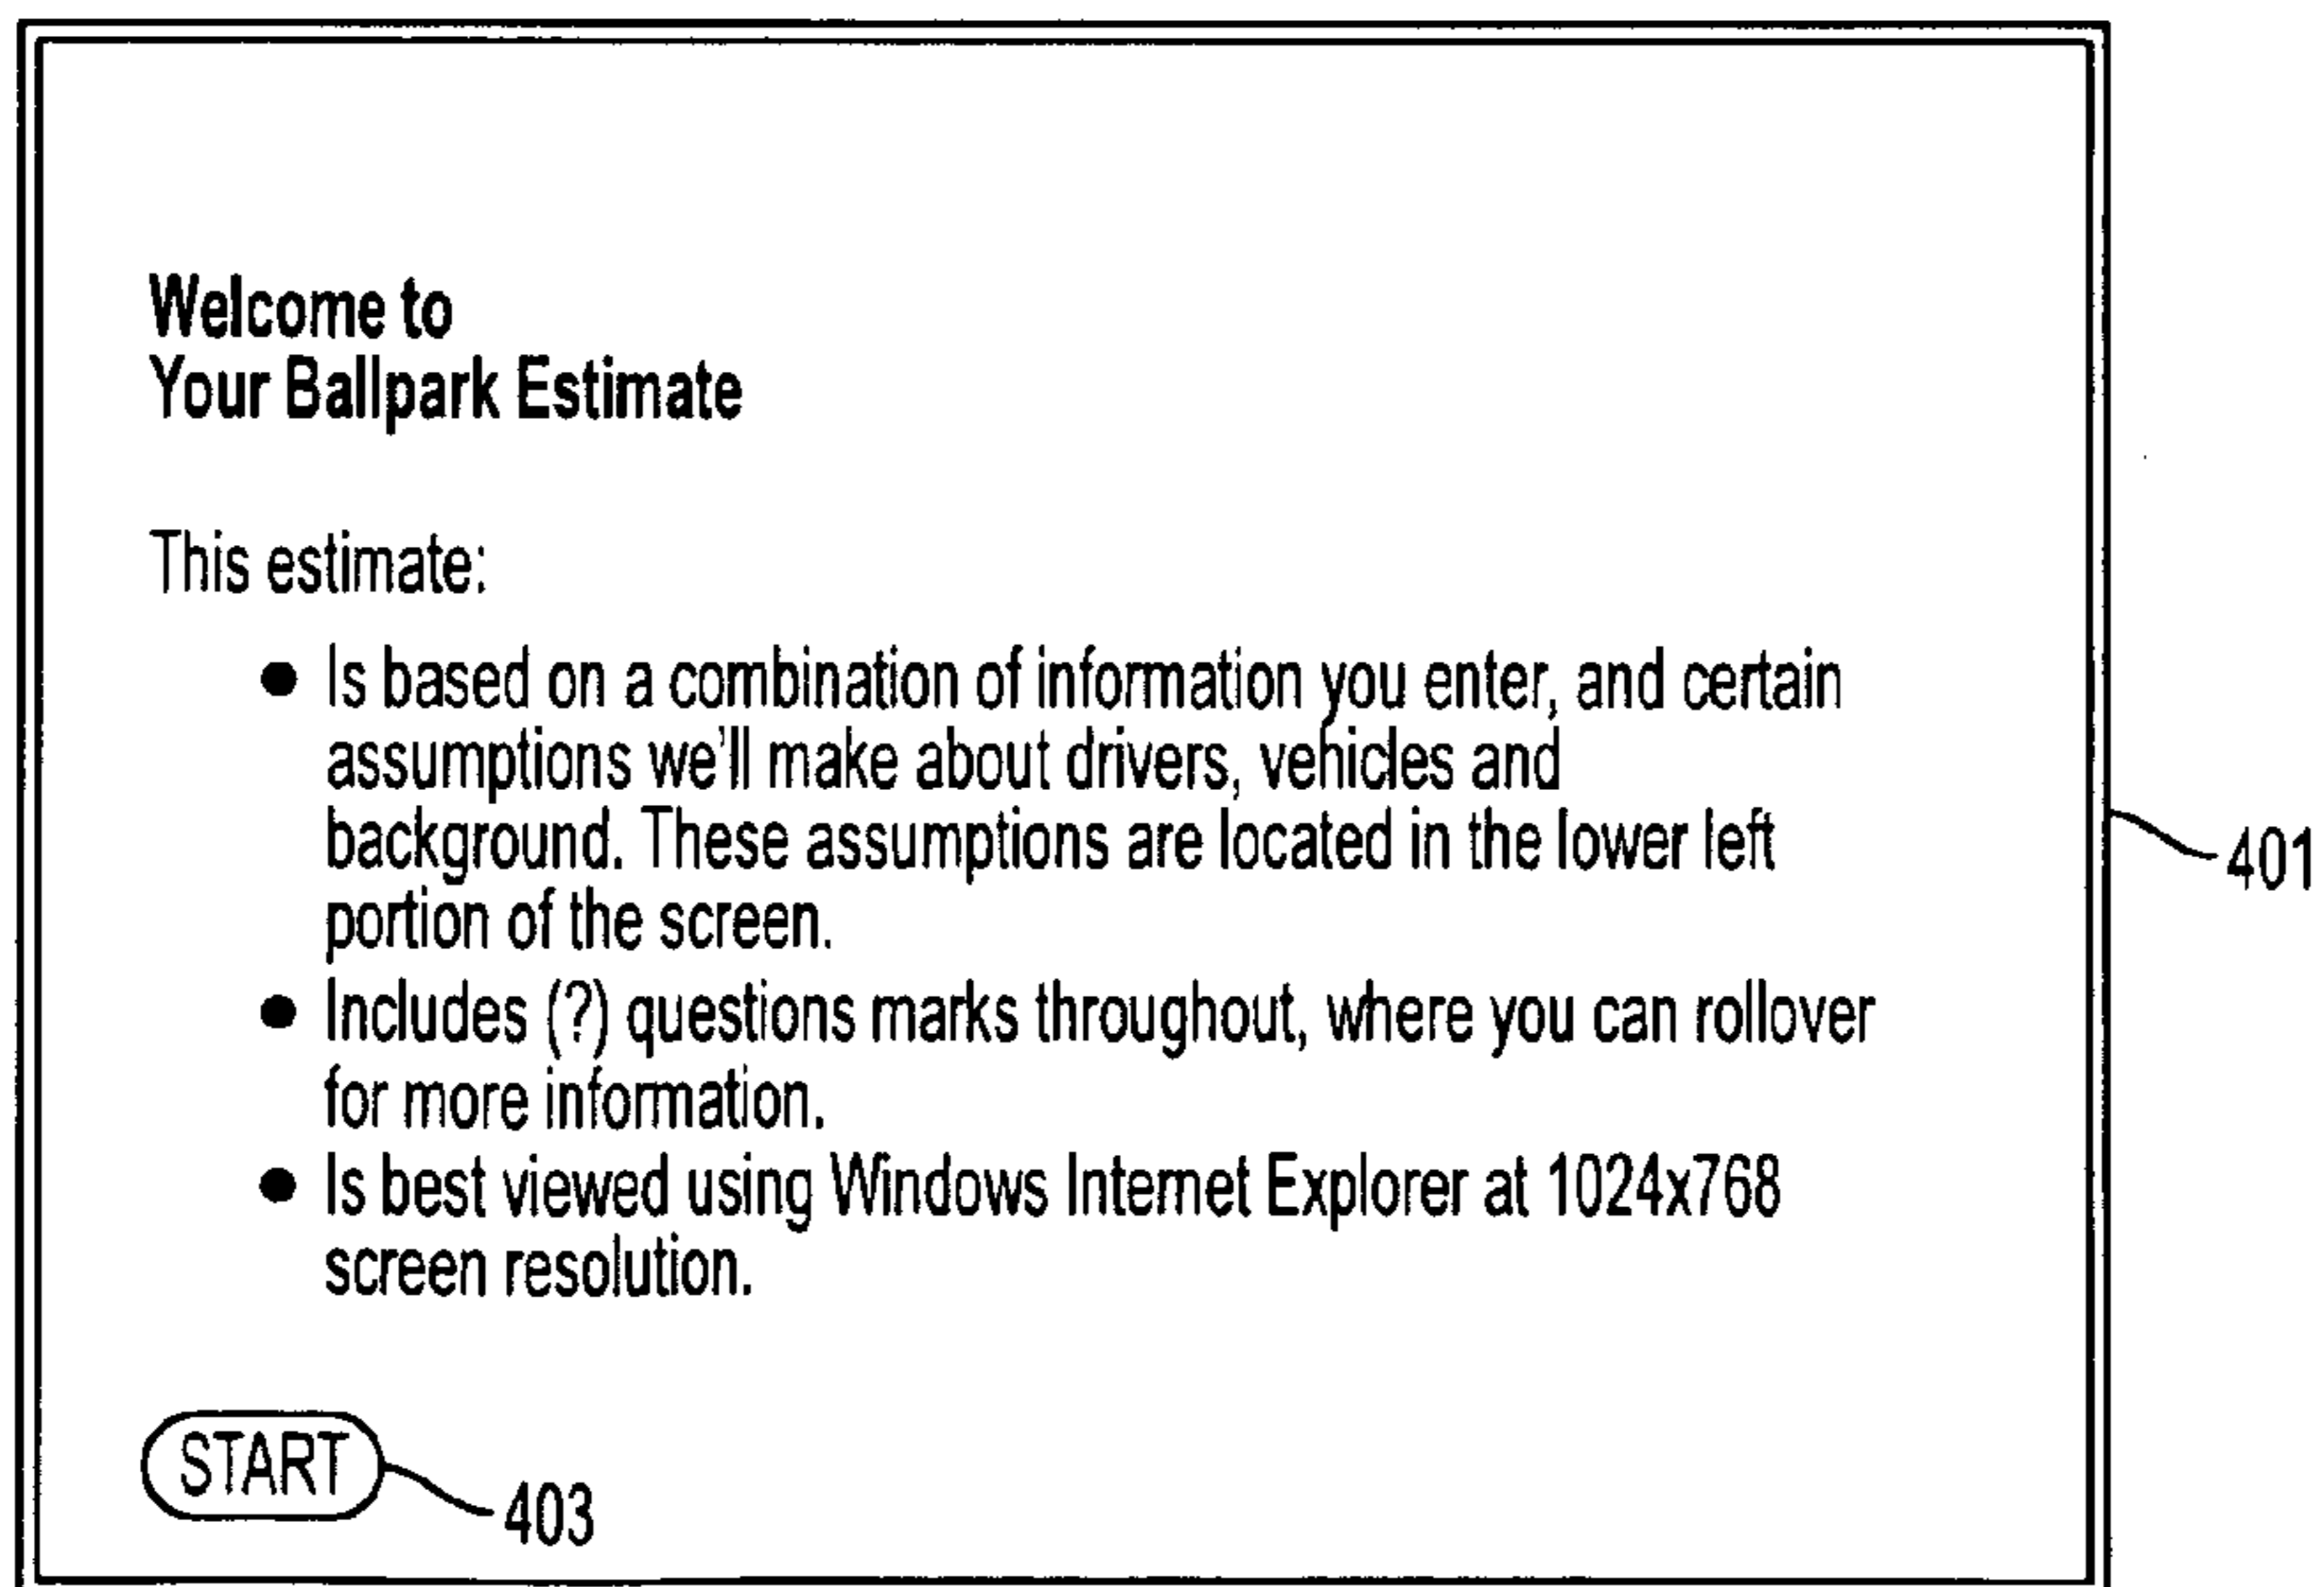 Welcome to
Your Ballpark Estimate
This estimate:
● Is based on a combination of information you enter, and certain
assumptions we'll make about drivers, vehicles and
background. These assumptions are located in the lower left
portion of the screen.
● Includes (?) questions marks throughout, where you can rollover
for more information.
● Is best viewed using Windows Internet Explorer at 1024x768
screen resolution.
START
403
401